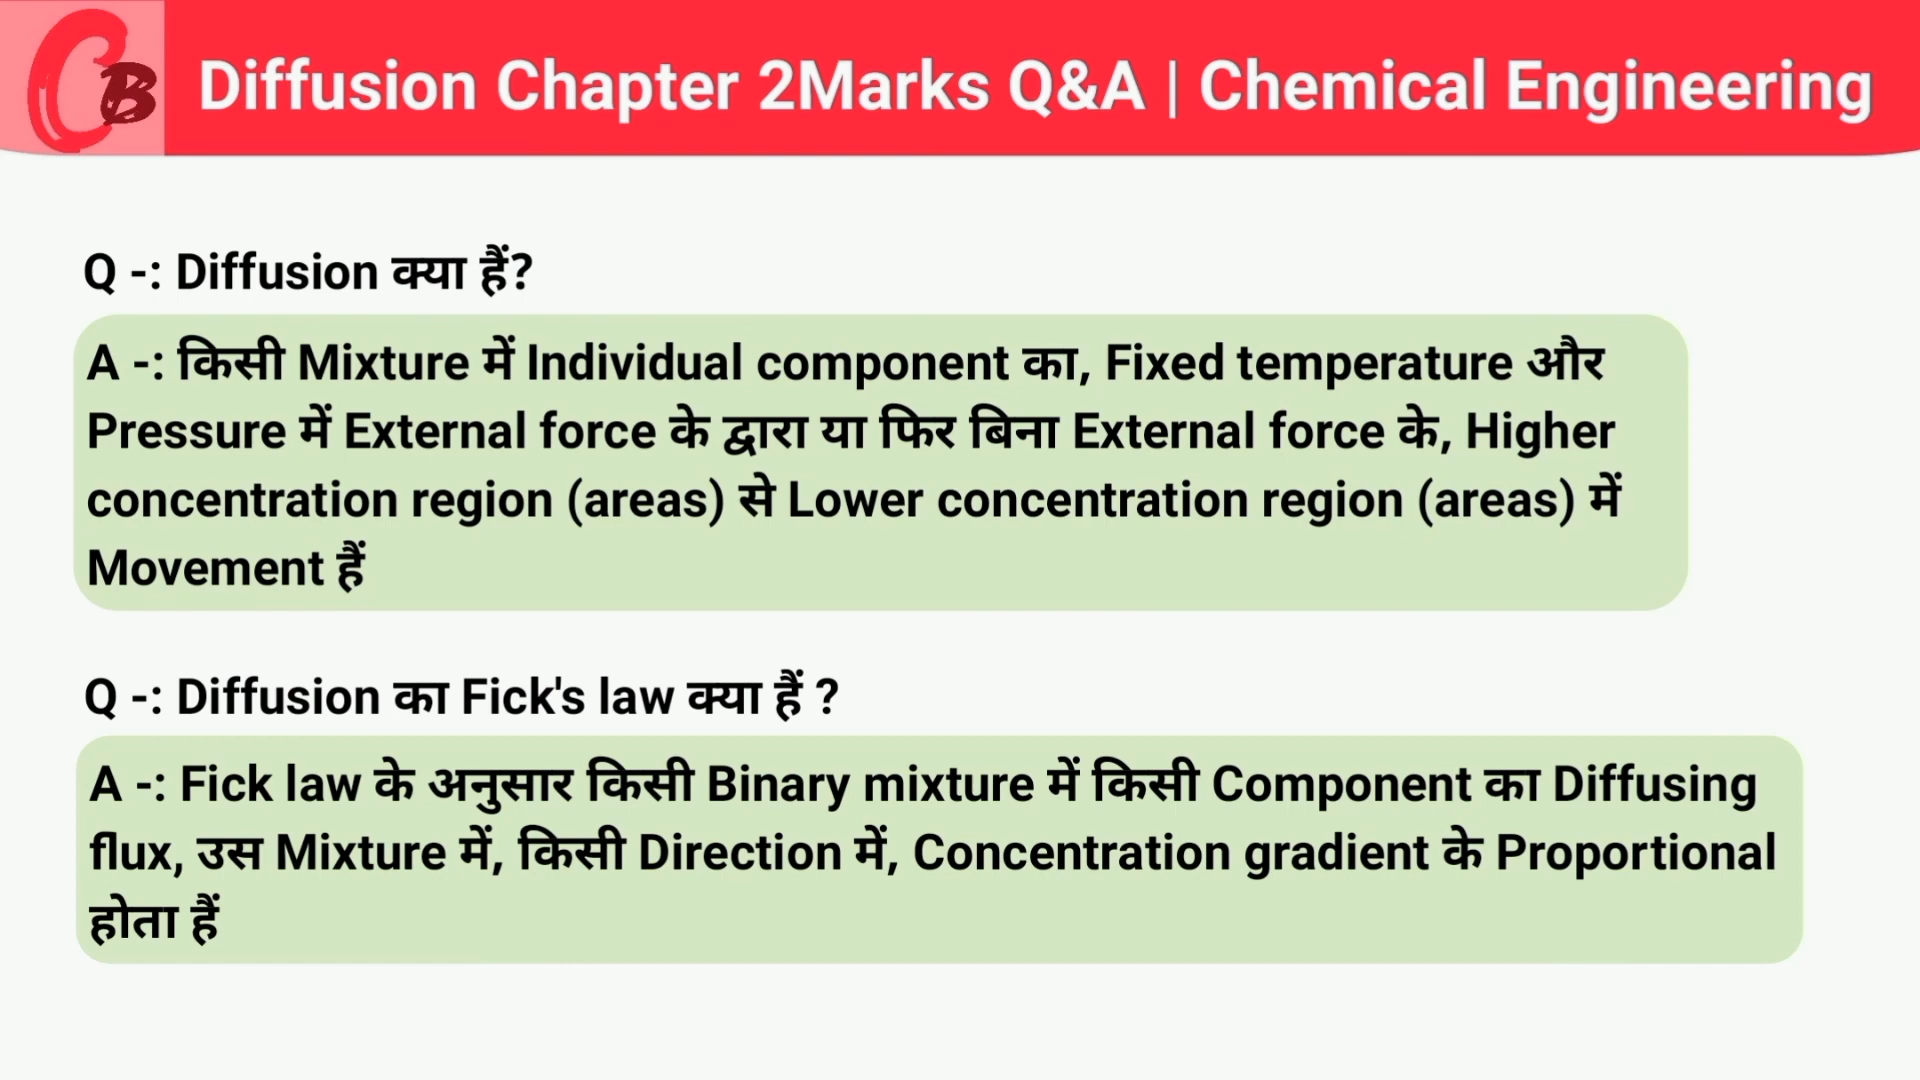 CB
Diffusion Chapter 2Marks Q&A | Chemical Engineering
Q -: Diffusion क्या हैं?
A -: किसी Mixture में Individual component का, Fixed temperature और
Pressure में External force के द्वारा या फिर बिना External force के, Higher
concentration region (areas) से Lower concentration region (areas) में
Movement हैं
Q -: Diffusion का Fick's law क्या हैं ?
A -: Fick law के अनुसार किसी Binary mixture में किसी Component का Diffusing
flux, उस Mixture में, किसी Direction में, Concentration gradient के Proportional
होता हैं